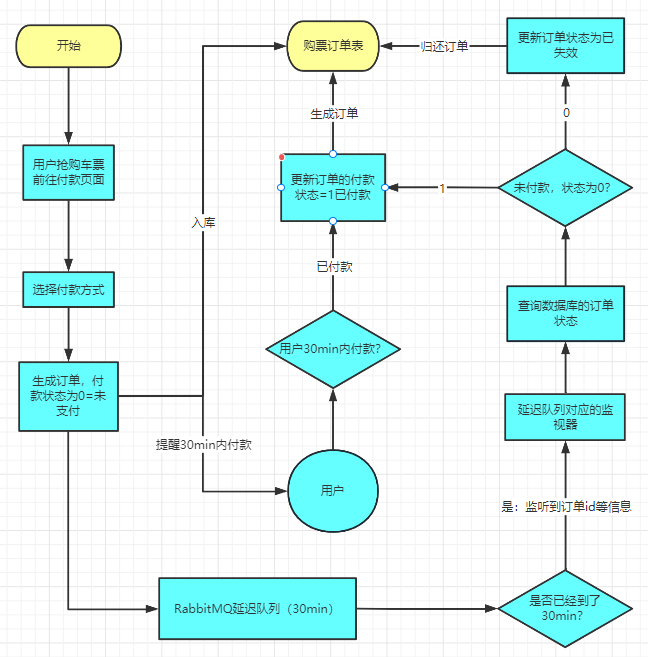 开始
购票订单表
归还订单
更新订单状态为已
失效
生成订单
0
用户抢购车票
前往付款页面
更新订单的付款
状态=1已付款
1
未付款，状态为0?
入库
已付款
选择付款方式
查询数据库的订单
状态
用户30min内付款?
生成订单，付
款状态为0=未
支付
延迟队列对应的监
视器
提醒30min内付款
用户
是：监听到订单id等信息
RabbitMQ延迟队列（30min）
是否已经到了
30min?